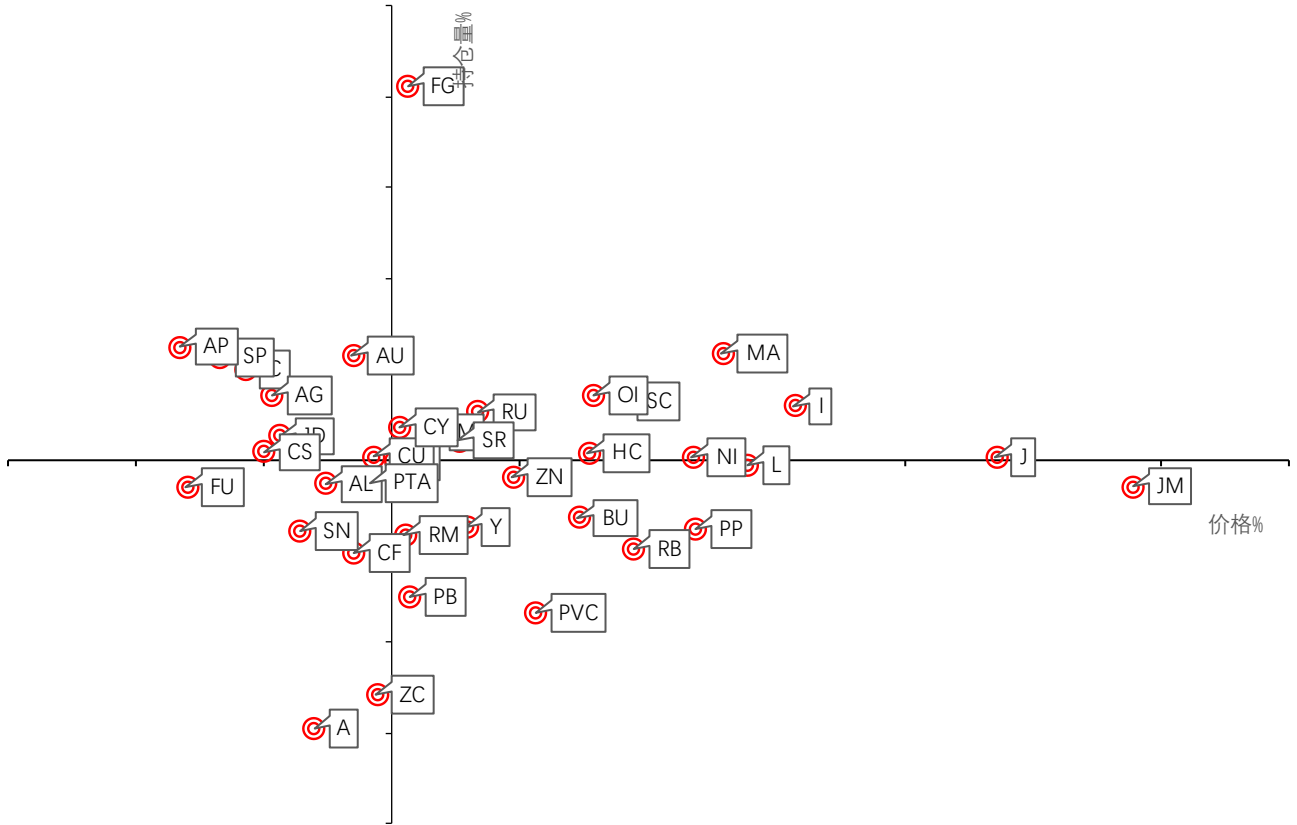 持仓量%
FG
AP
SP
C
AU
MA
AG
OI
SC
I
RU
CY
M
SR
JD
CS
CU
HC
NI
L
J
FU
AL
PTA
ZN
JM
SN
CF
RM
Y
BU
RB
PP
价格%
PB
PVC
ZC
A